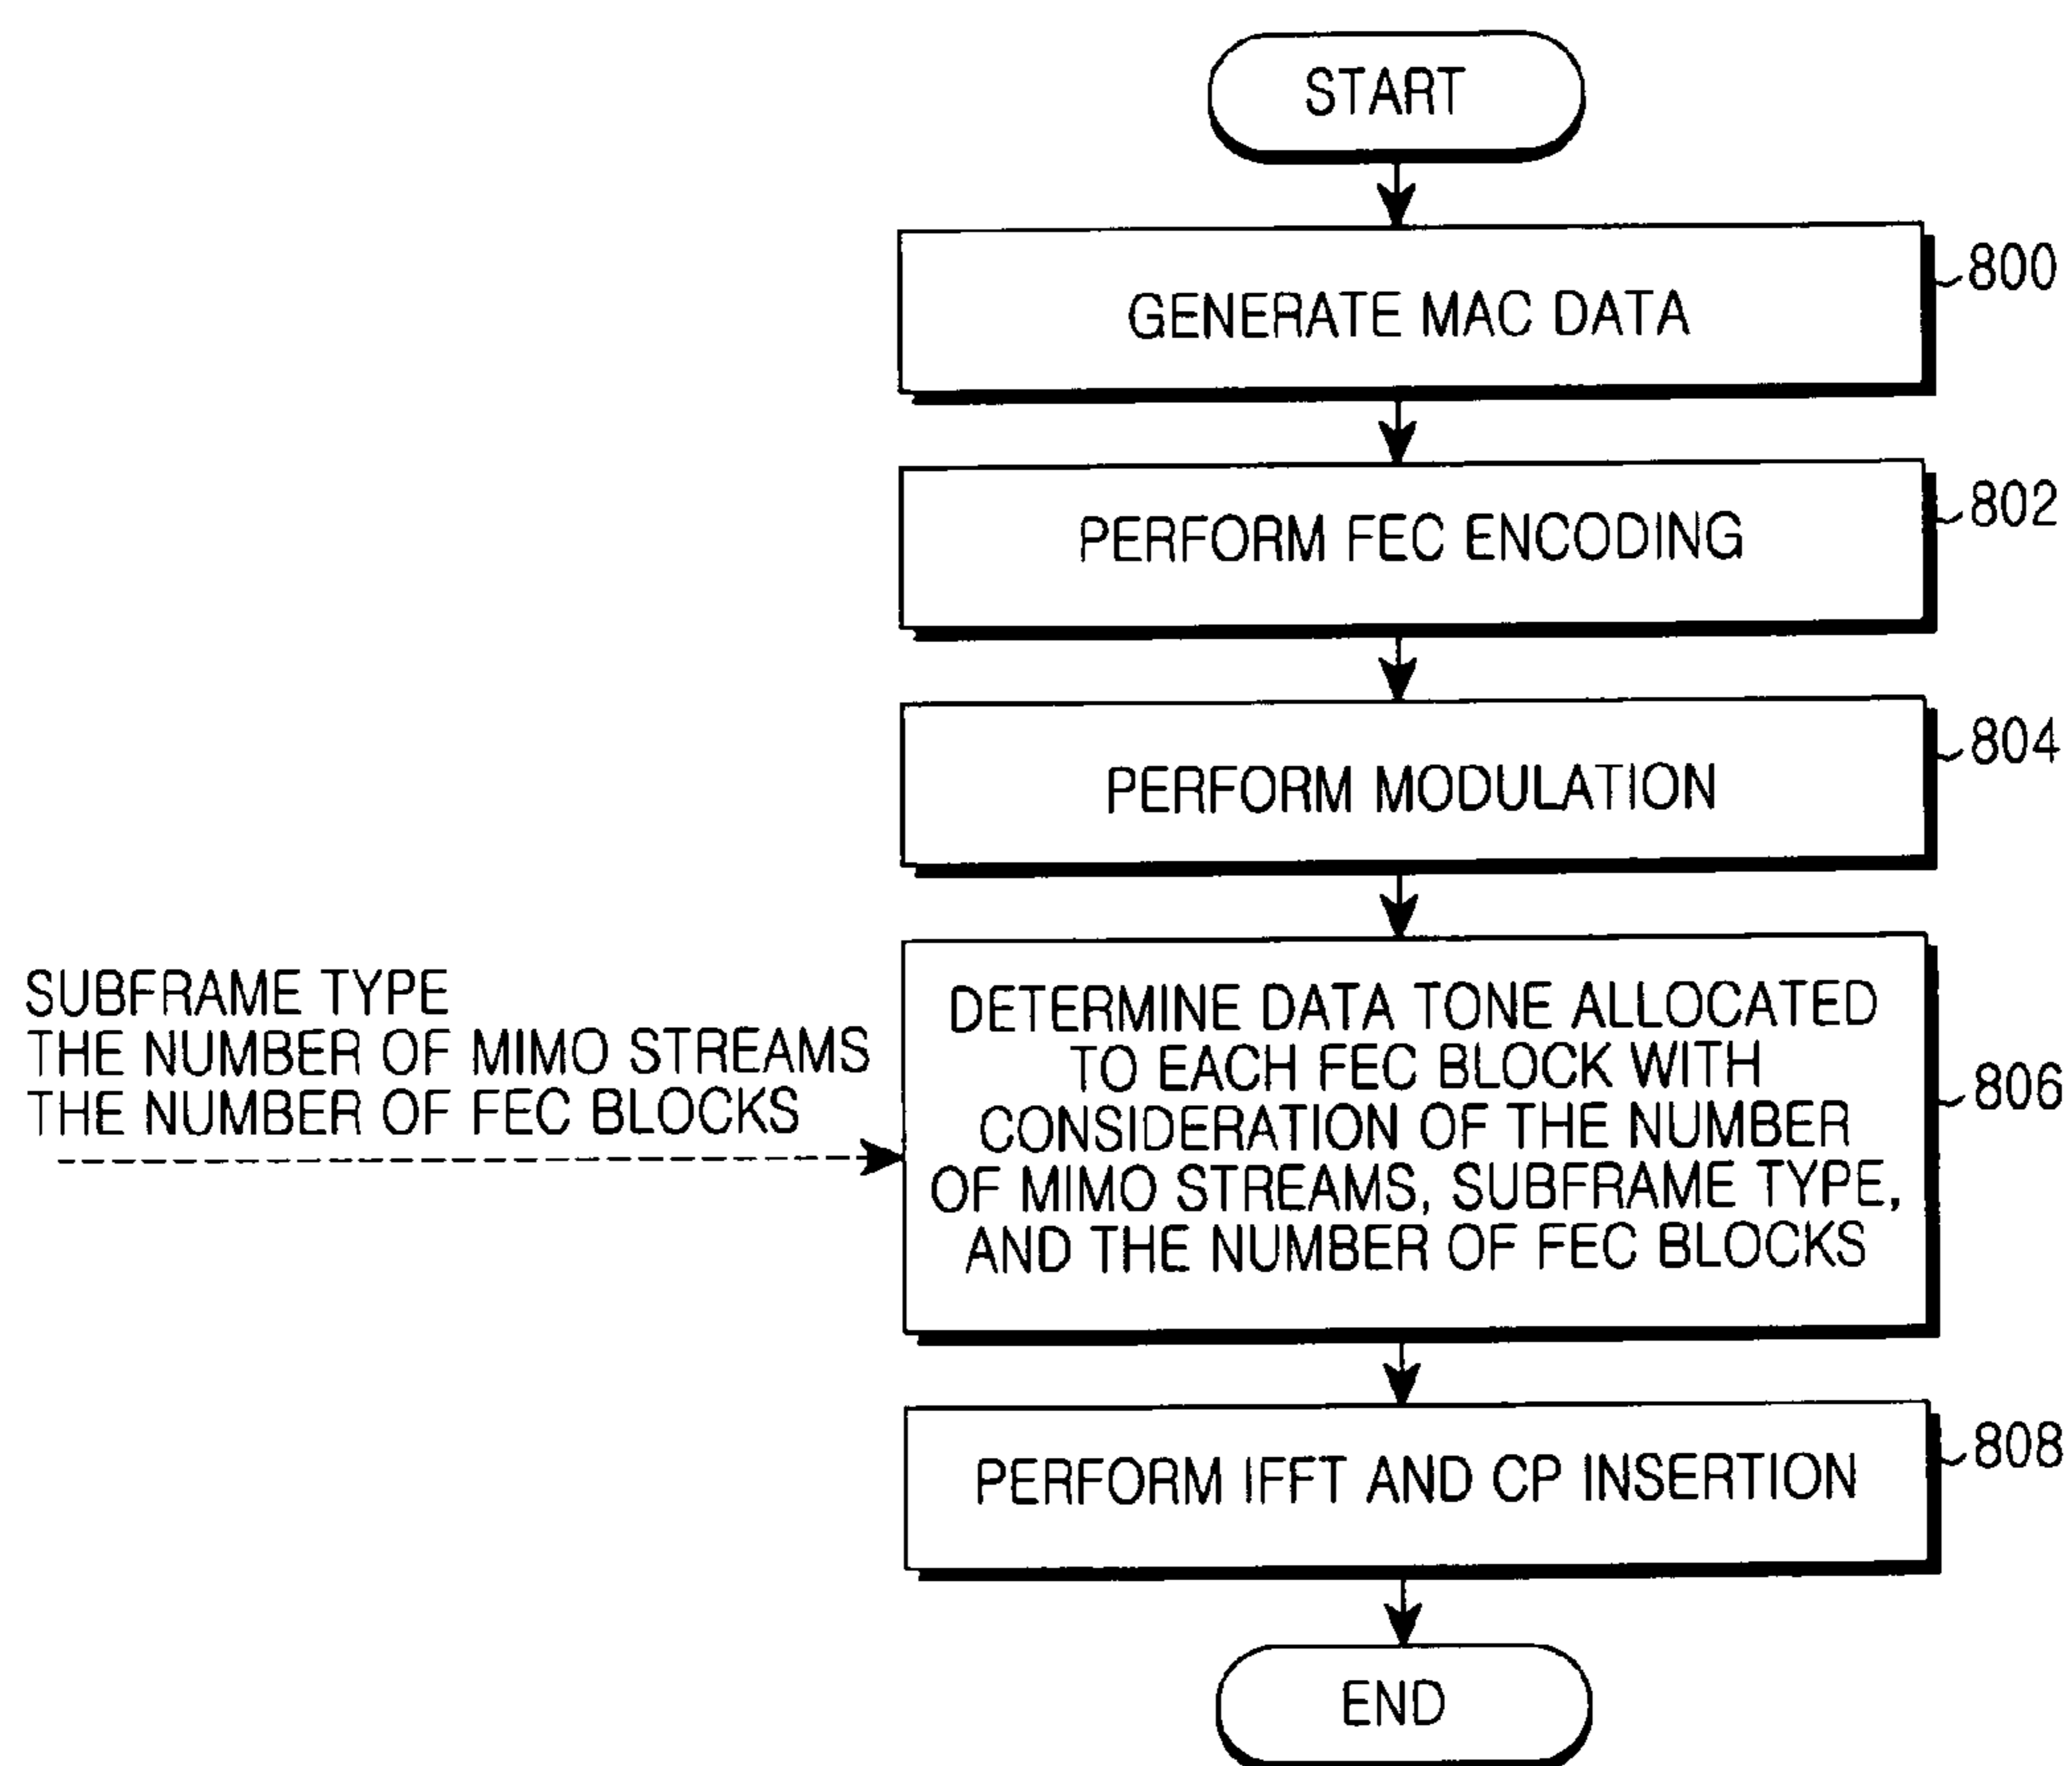 START
GENERATE MAC DATA
800
PERFORM FEC ENCODING
802
PERFORM MODULATION
804
SUBFRAME TYPE
THE NUMBER OF MIMO STREAMS
THE NUMBER OF FEC BLOCKS
DETERMINE DATA TONE ALLOCATED
TO EACH FEC BLOCK WITH
CONSIDERATION OF THE NUMBER
OF MIMO STREAMS, SUBFRAME TYPE,
AND THE NUMBER OF FEC BLOCKS
806
PERFORM IFFT AND CP INSERTION
808
END